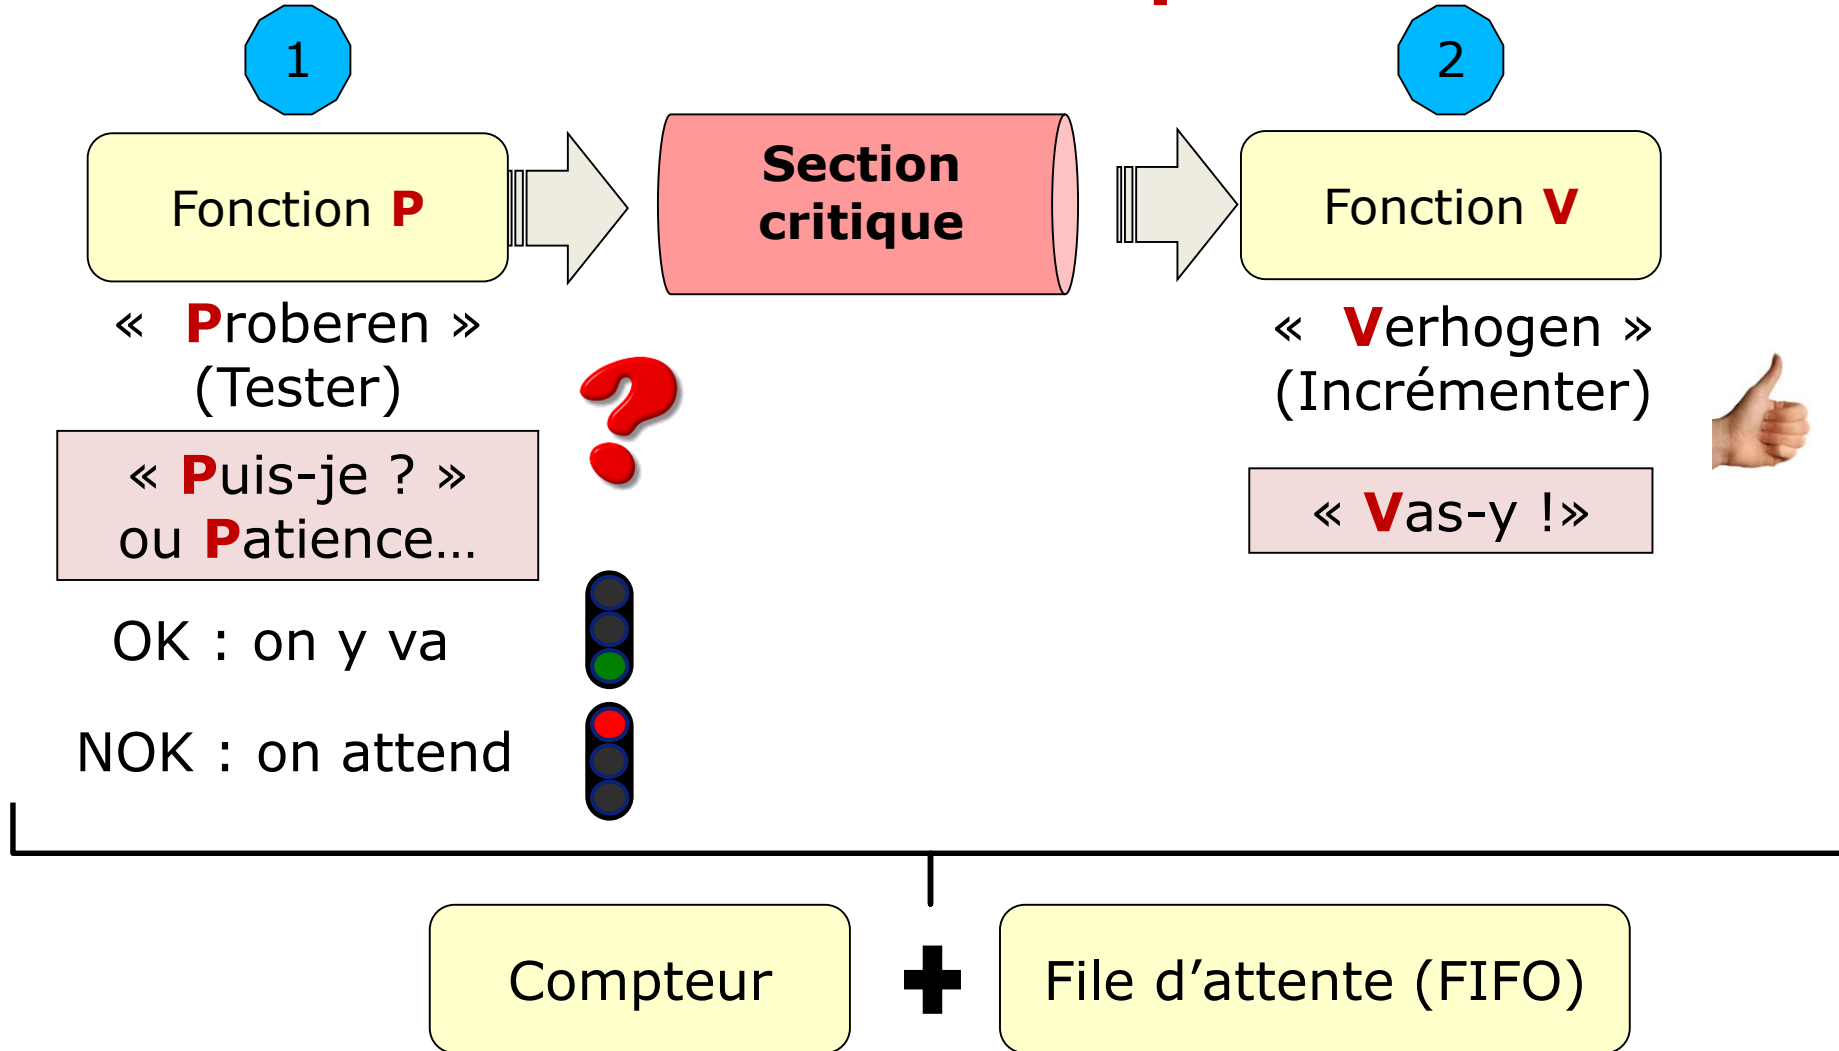 1
2
Fonction P
Section
critique
Fonction V
« Proberen »
(Tester)
« Verhogen »
(Incrémenter)
« Puis-je ? »
ou Patience…
« Vas-y !»
OK : on y va
NOK : on attend
Compteur
File d’attente (FIFO)